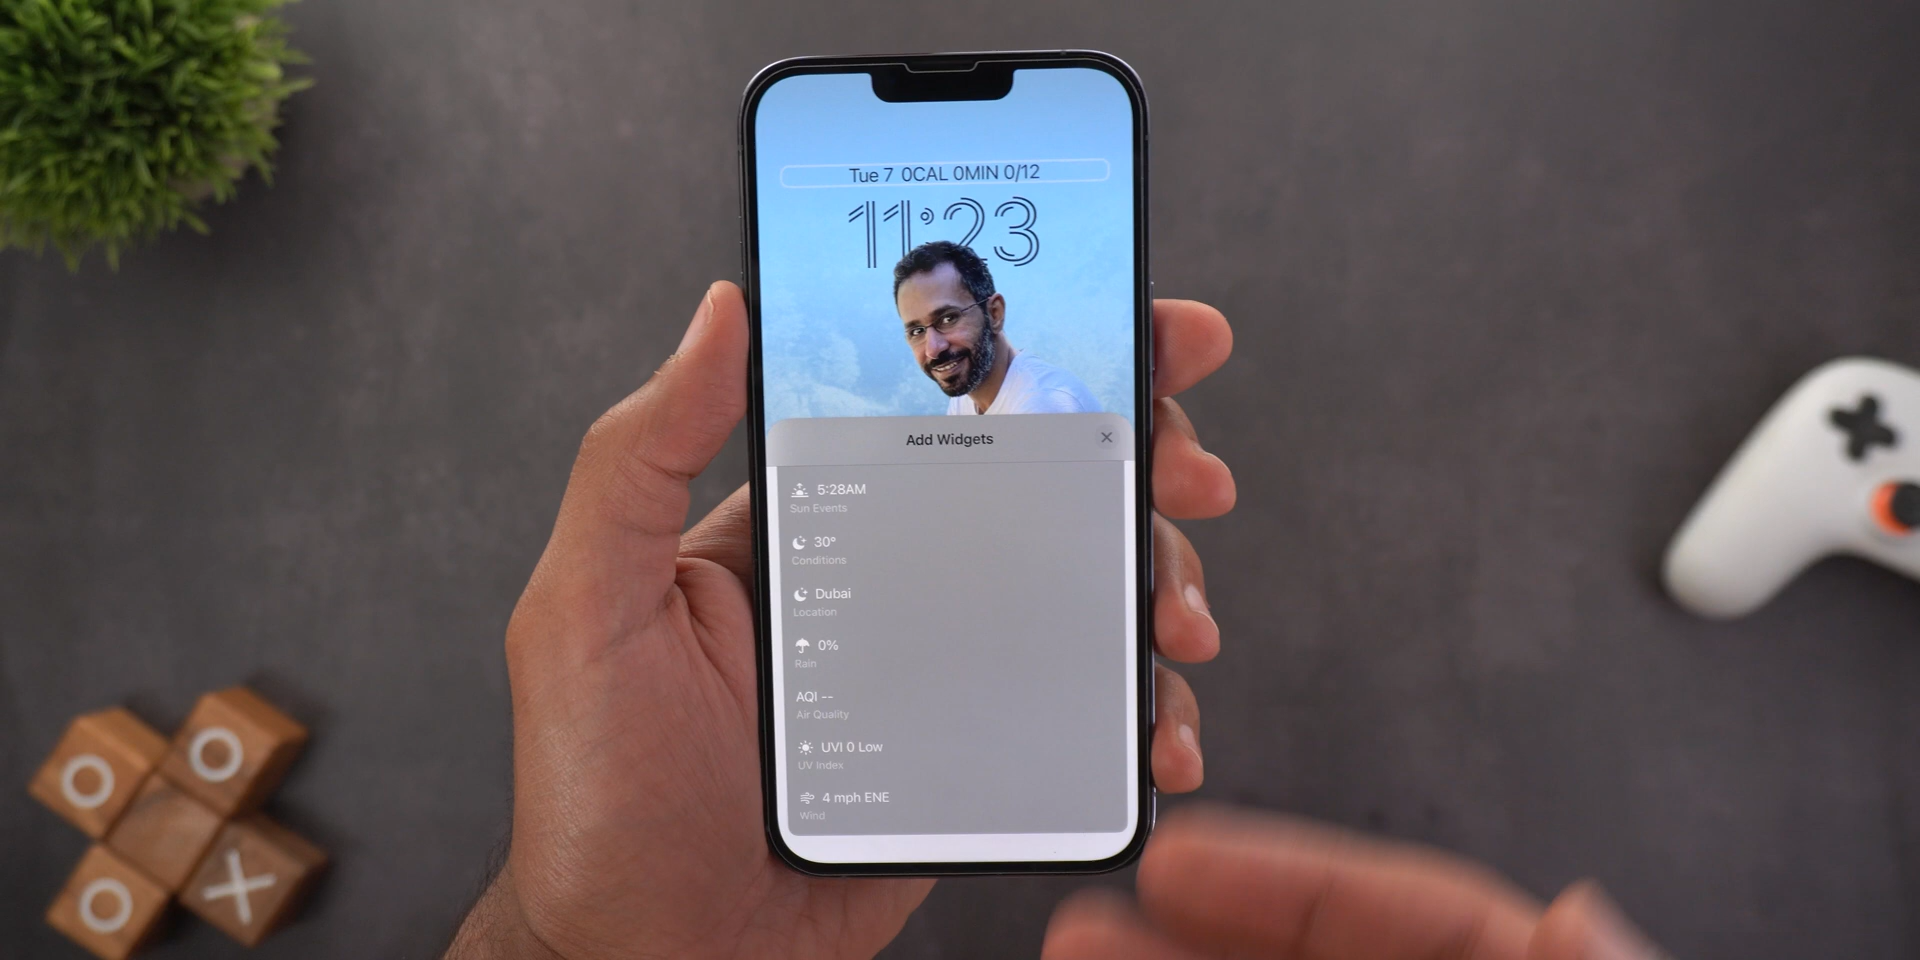 Tue 7 0CAL 0MIN 0/12
11:23
Add Widgets
5:28AM
Sun Events
30°
Conditions
Dubai
Location
0%
Rain
AQI --
Air Quality
UVI 0 Low
UV Index
4 mph ENE
Wind
O
O
O
X